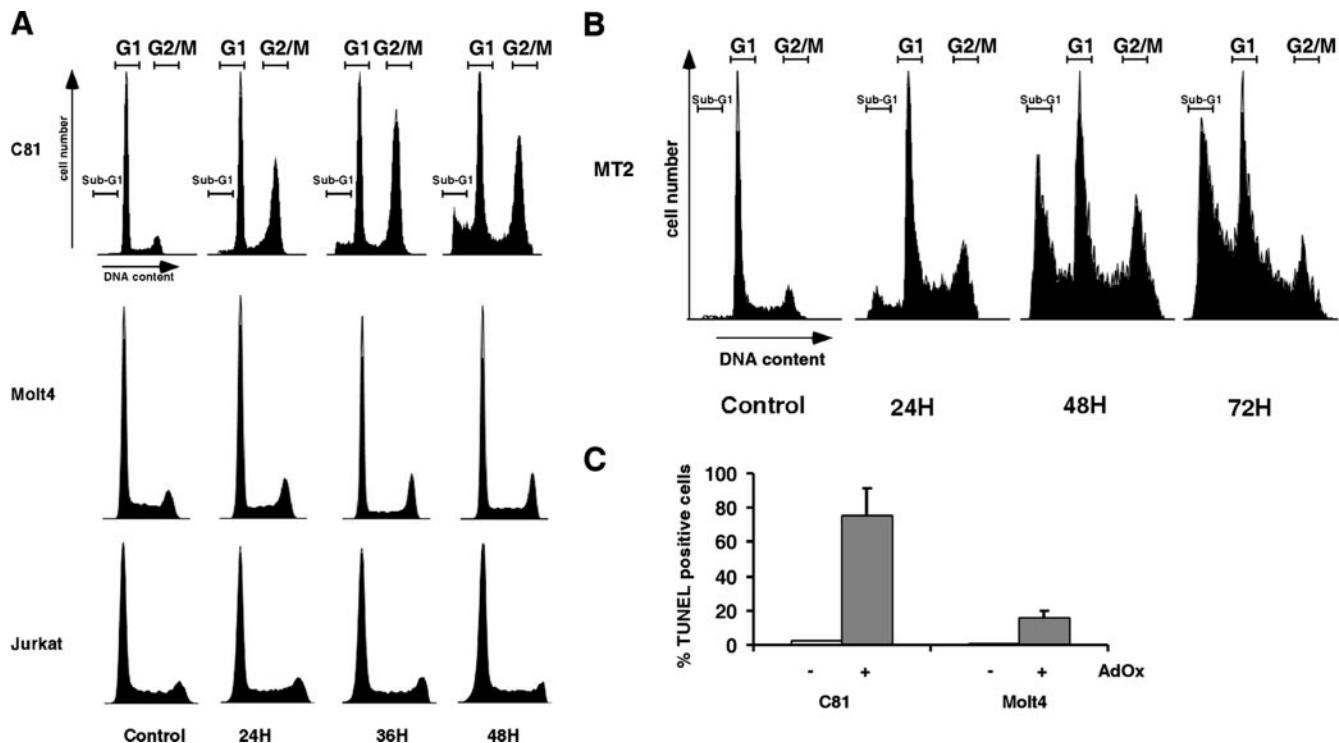 A
G1 G2/M G1 G2/M G1 G2/M G1 G2/M
C81
cell number
Sub-G1 Sub-G1 Sub-G1 Sub-G1
DNA content
Molt4
Jurkat
Control 24H 36H 48H
B
G1 G2/M G1 G2/M G1 G2/M G1 G2/M
Sub-G1 Sub-G1 Sub-G1 Sub-G1
MT2
cell number
DNA content
Control 24H 48H 72H
C
% TUNEL positive cells
100
80
60
40
20
0
- + - + AdOx
C81 Molt4